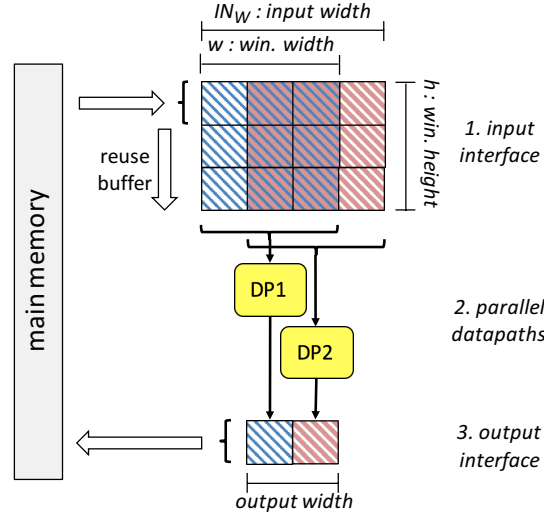 IN_W : input width
w : win. width
h : win. height
1. input
interface
reuse
buffer
main memory
DP1
DP2
2. parallel
datapaths
3. output
interface
output width